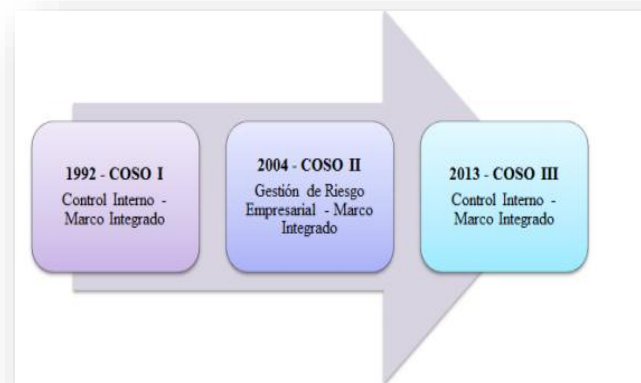 1992 - COSO I
Control Interno -
Marco Integrado
2004 - COSO II
Gestión de Riesgo
Empresarial - Marco
Integrado
2013 - COSO III
Control Interno -
Marco Integrado